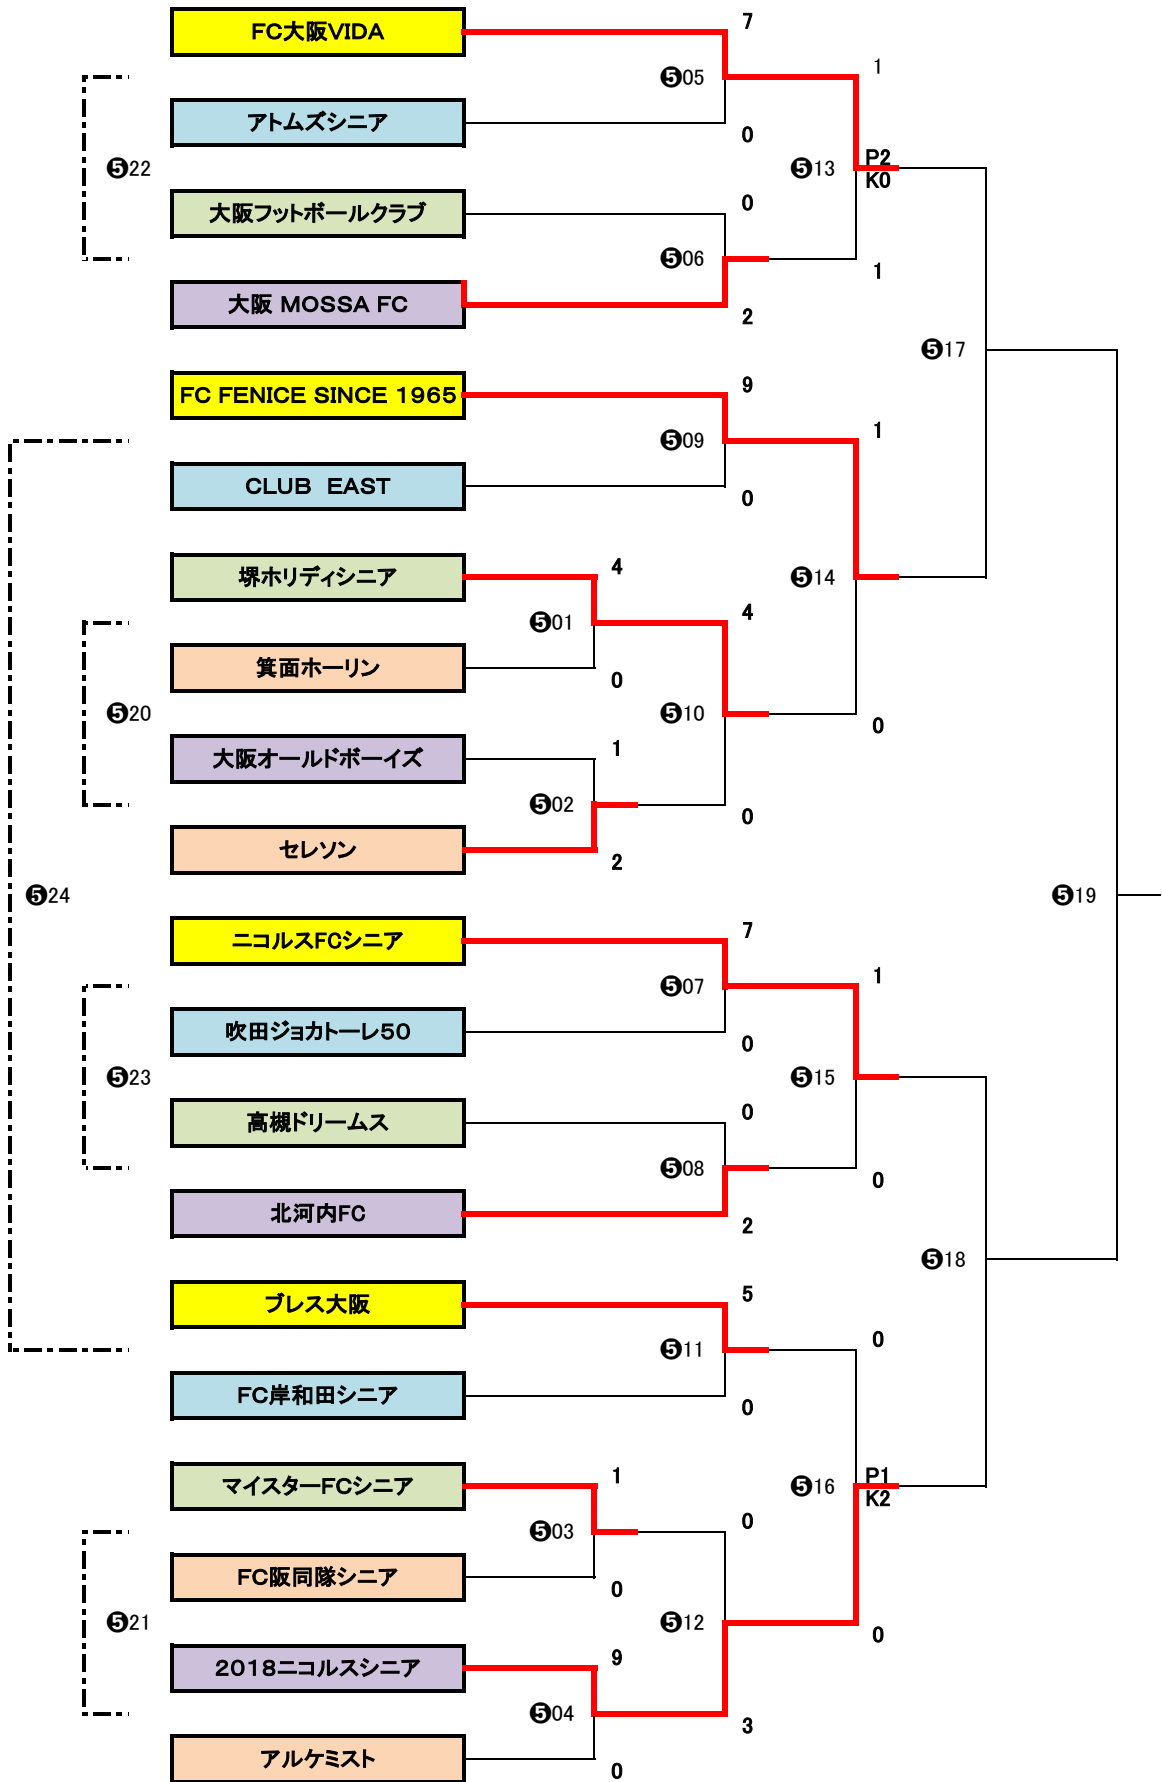 FC大阪VIDA
7
❺05
1
アトムズシニア
0
❺22
❺13
P2
K0
大阪フットボールクラブ
0
❺06
1
大阪 MOSSA FC
2
❺17
FC FENICE SINCE 1965
9
❺09
1
CLUB　EAST
0
堺ホリディシニア
4
❺14
❺01
4
箕面ホーリン
0
❺20
❺10
0
大阪オールドボーイズ
1
❺02
0
セレソン
2
❺24
❺19
ニコルスFCシニア
7
❺07
1
吹田ジョカトーレ50
0
❺23
❺15
高槻ドリームス
0
❺08
0
北河内FC
2
❺18
ブレス大阪
5
❺11
0
FC岸和田シニア
0
マイスターFCシニア
1
❺16
P1
K2
❺03
0
FC阪同隊シニア
0
❺21
❺12
0
2018ニコルスシニア
9
❺04
3
アルケミスト
0